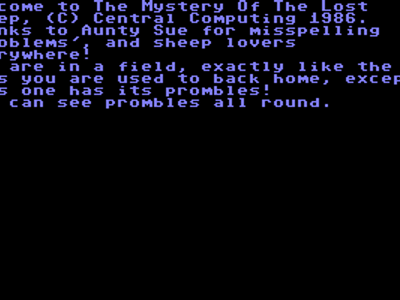 come to The Mystery Of The Lost
ep, (C) Central Computing 1986.
nks to Aunty Sue for misspelling
oblems', and sheep lovers
rywhere!
are in a field, exactly like the
s you are used to back home, excep
s one has its prombles!
can see prombles all round.